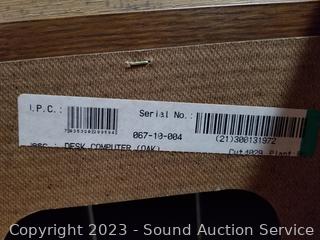 I.P.C.:
Serial No.:
067-10-004
(21)300131972
DESK COMPUTER (OAK)
Copyright 2023 - Sound Auction Service